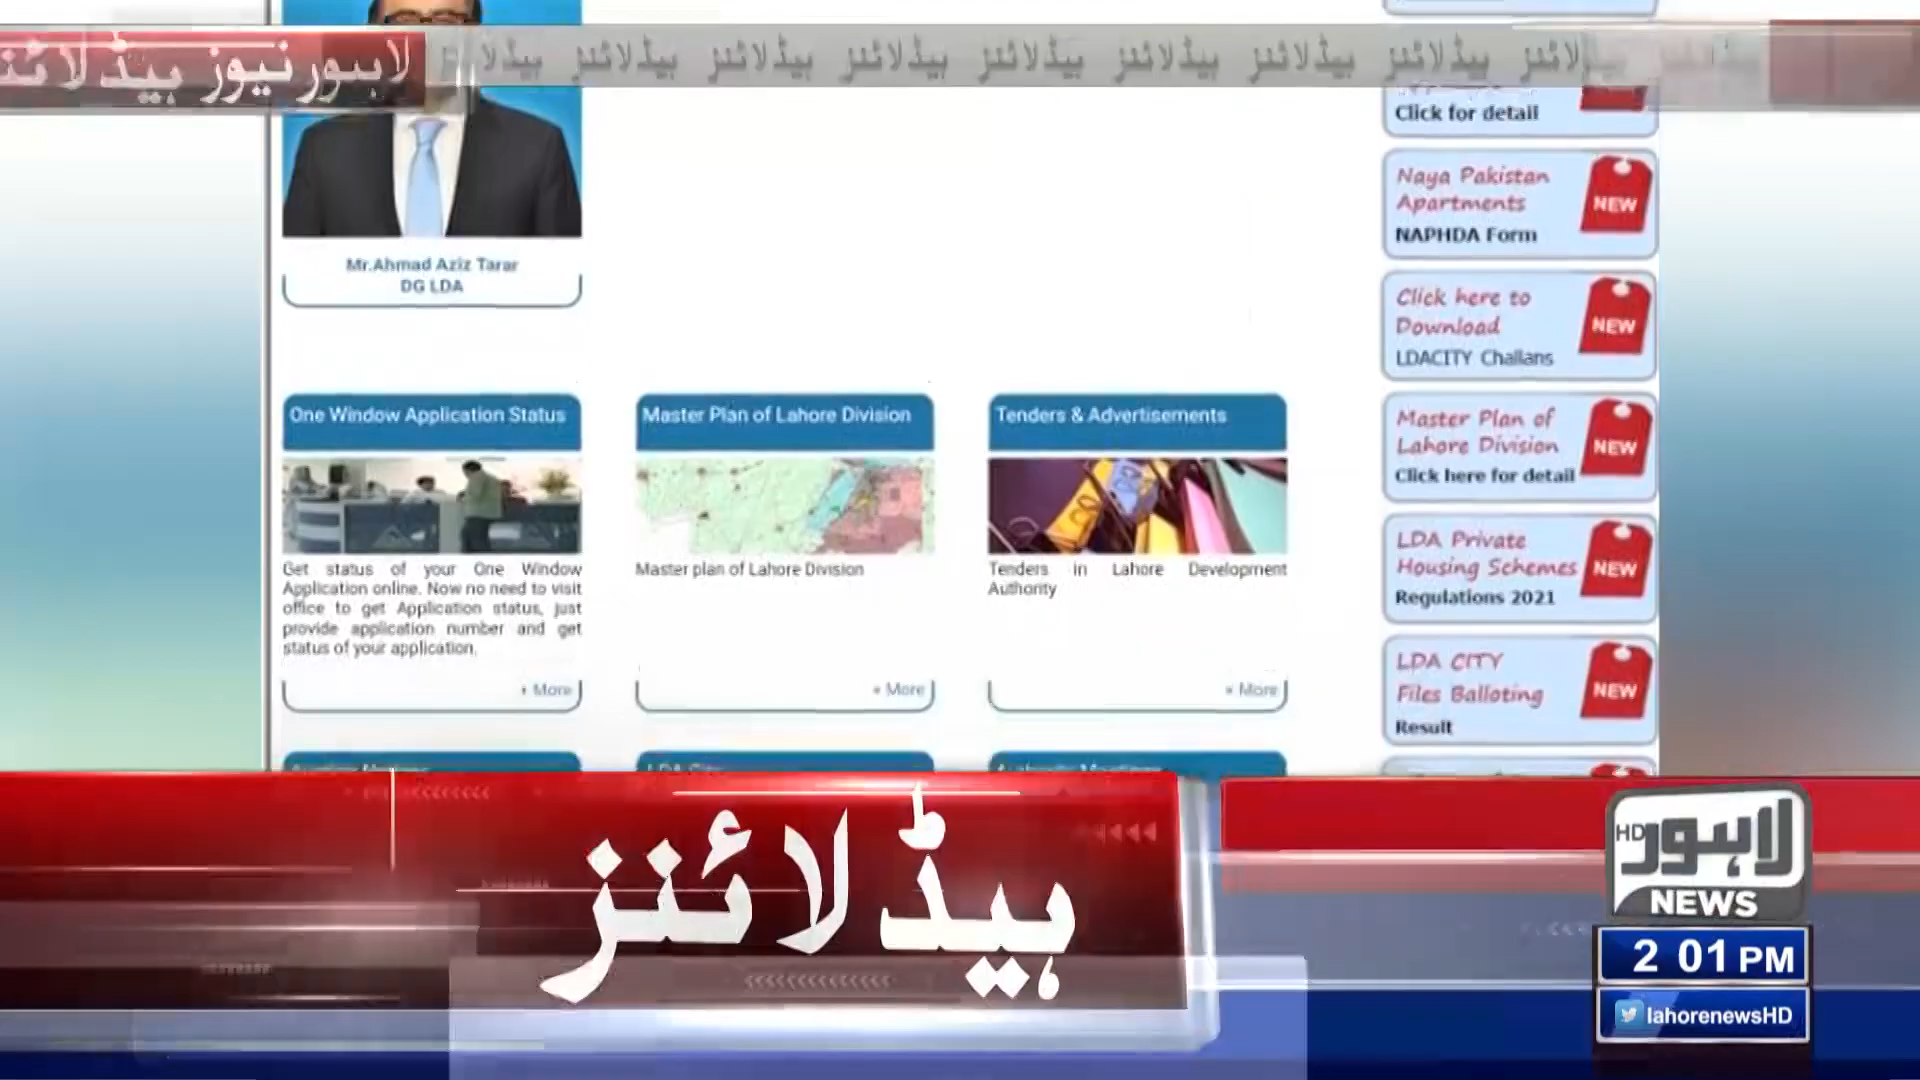 لاہور نیوز ہیڈلائنز
ہیڈلائنز ہیڈلائنز ہیڈلائنز ہیڈلائنز ہیڈلائنز ہیڈلائنز ہیڈلائنز
Mr.Ahmad Aziz Tarar
DG LDA
One Window Application Status
Get status of your One Window
Application online. Now no need to visit
office to get Application status, just
provide application number and get
status of your application.
More
Master Plan of Lahore Division
Master plan of Lahore Division
» More
Tenders & Advertisements
Tenders in Lahore Development
Authority
» More
LDA City
Click for detail
Naya Pakistan
Apartments
NAPHDA Form
NEW
Click here to
Download
LDACITY Challans
NEW
Master Plan of
Lahore Division
Click here for detail
NEW
LDA Private
Housing Schemes
Regulations 2021
NEW
LDA CITY
Files Balloting
Result
NEW
ہیڈلائنز
HD لاہور
NEWS
2 01 PM
lahorenewsHD